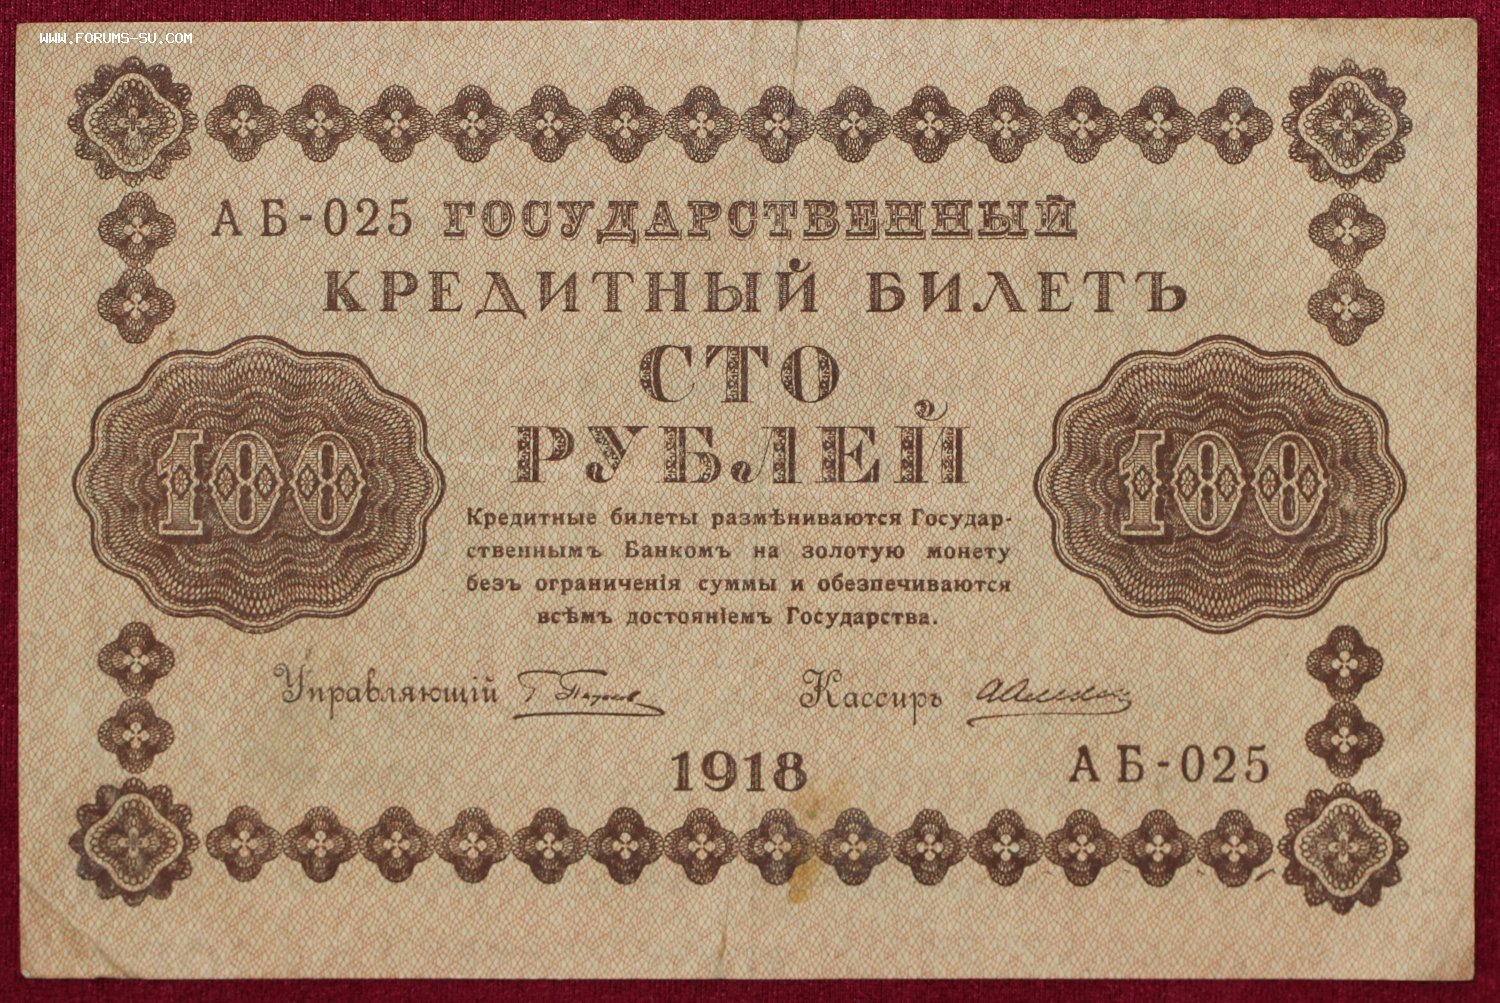 WWW.FORUMS-SU.COM
АБ-025 ГОСУДАРСТВЕННЫЙ
КРЕДИТНЫЙ БИЛЕТЪ
СТО
РУБЛЕЙ
100
100
Кредитные билеты размѣниваются Государ-
ственнымъ Банкомъ на золотую монету
безъ ограниченія суммы и обезпечиваются
всѣмъ достояніемъ Государства.
Управляющій
Кассиръ
1918
АБ-025